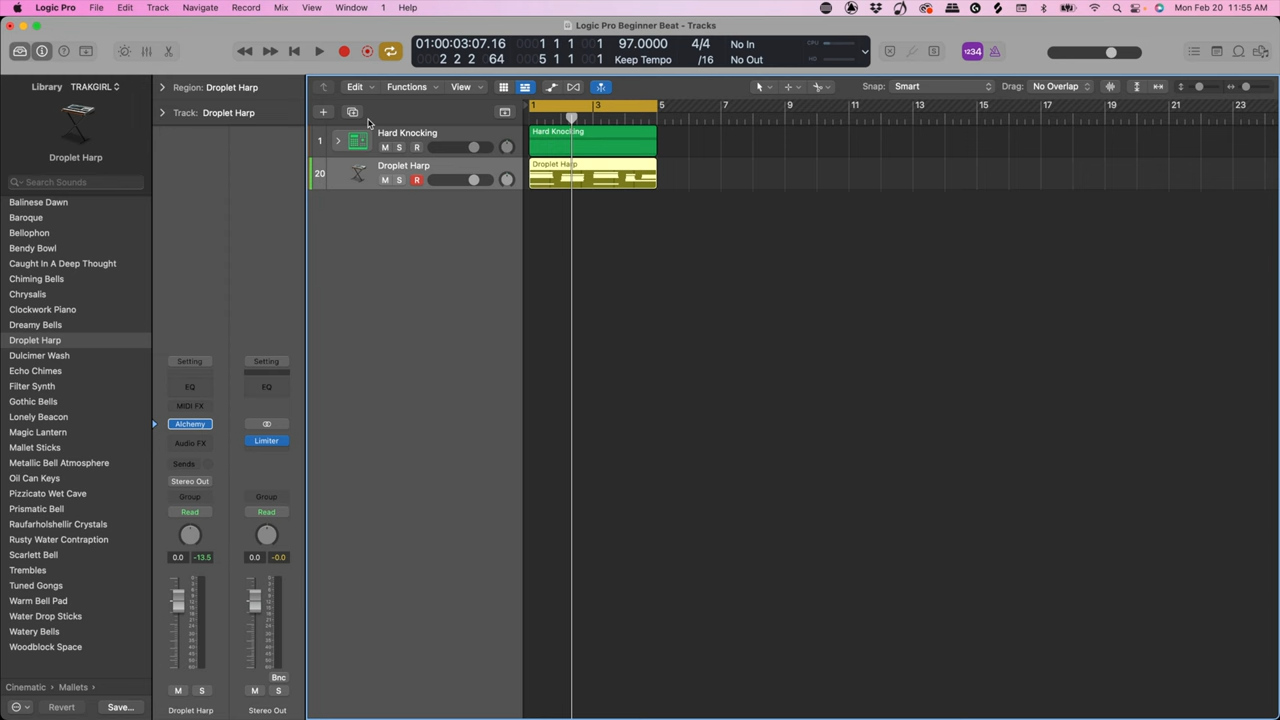 Logic Pro File Edit Track Navigate Record Mix View Window 1 Help Mon Feb 20 11:55 AM
Logic Pro Beginner Beat - Tracks
01:00:03:07.16 1 1 1 1 97.0000 4/4 No In CPU
2 2 2 64 5 1 1 1 Keep Tempo /16 No Out HD
1234
Library TRAKGIRL
Droplet Harp
Search Sounds
Balinese Dawn
Baroque
Bellophon
Bendy Bowl
Caught In A Deep Thought
Chiming Bells
Chrysalis
Clockwork Piano
Dreamy Bells
Droplet Harp
Dulcimer Wash
Echo Chimes
Filter Synth
Gothic Bells
Lonely Beacon
Magic Lantern
Mallet Sticks
Metallic Bell Atmosphere
Oil Can Keys
Pizzicato Wet Cave
Prismatic Bell
Raufarholshellir Crystals
Rusty Water Contraption
Scarlett Bell
Trembles
Tuned Gongs
Warm Bell Pad
Water Drop Sticks
Watery Bells
Woodblock Space
Cinematic Mallets
Revert Save...
Region: Droplet Harp
Track: Droplet Harp
Setting Setting
EQ EQ
MIDI FX
Alchemy
Audio FX Limiter
Sends
Stereo Out
Group Group
Read Read
0.0 -13.5 0.0 -0.0
Bnc
M S M S
Droplet Harp Stereo Out
Edit Functions View Snap: Smart Drag: No Overlap
1 3 5 7 9 11 13 15 17 19 21 23
1 Hard Knocking
M S R
20 Droplet Harp
M S R
Hard Knocking
Droplet Harp